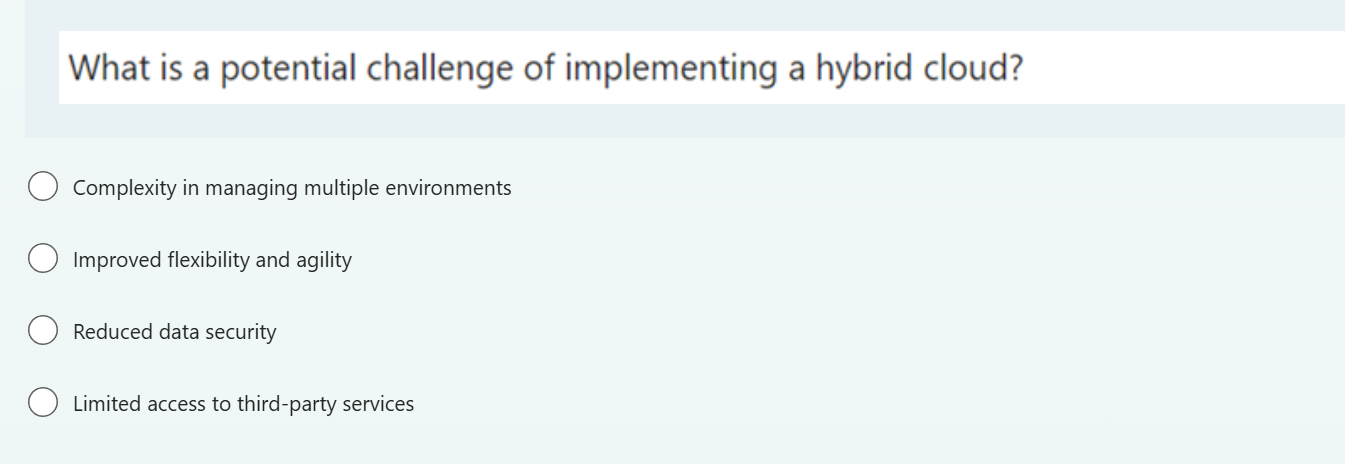 What is a potential challenge of implementing a hybrid cloud?
Complexity in managing multiple environments
Improved flexibility and agility
Reduced data security
Limited access to third-party services